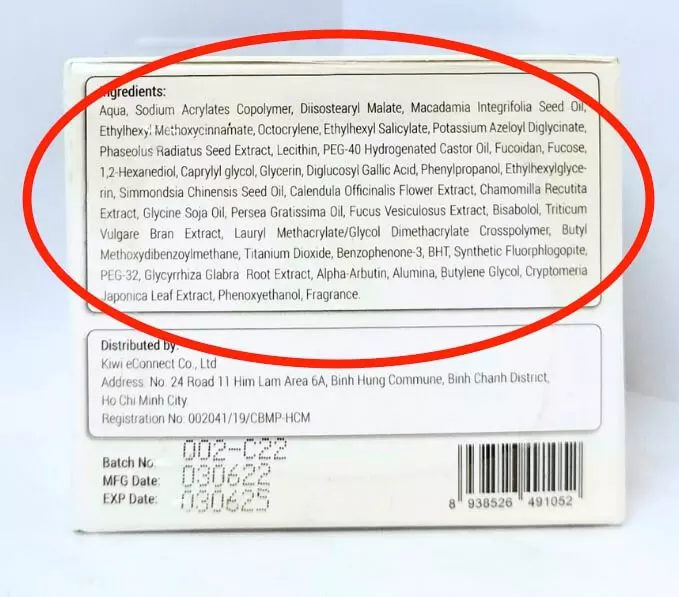 Ingredients:
Aqua, Sodium Acrylates Copolymer, Diisostearyl Malate, Macadamia Integrifolia Seed Oil,
Ethylhexyl Methoxycinnamate, Octocrylene, Ethylhexyl Salicylate, Potassium Azeloyl Diglycinate,
Phaseolus Radiatus Seed Extract, Lecithin, PEG-40 Hydrogenated Castor Oil, Fucoidan, Fucose,
1,2-Hexanediol, Caprylyl glycol, Glycerin, Diglucosyl Gallic Acid, Phenylpropanol, Ethylhexylglyce-
rin, Simmondsia Chinensis Seed Oil, Calendula Officinalis Flower Extract, Chamomilla Recutita
Extract, Glycine Soja Oil, Persea Gratissima Oil, Fucus Vesiculosus Extract, Bisabolol, Triticum
Vulgare Bran Extract, Lauryl Methacrylate/Glycol Dimethacrylate Crosspolymer, Butyl
Methoxydibenzoylmethane, Titanium Dioxide, Benzophenone-3, BHT, Synthetic Fluorphlogopite,
PEG-32, Glycyrrhiza Glabra Root Extract, Alpha-Arbutin, Alumina, Butylene Glycol, Cryptomeria
Japonica Leaf Extract, Phenoxyethanol, Fragrance.
Distributed by:
Kiwi eConnect Co., Ltd
Address: No. 24 Road 11 Him Lam Area 6A, Binh Hung Commune, Binh Chanh District,
Ho Chi Minh City.
Registration No: 002041/19/CBMP-HCM
Batch No: 002-C22
MFG Date: 030622
EXP Date: 030625
8 938526 491052